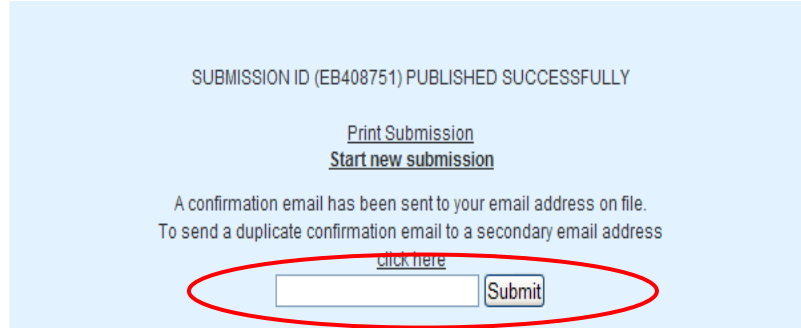 SUBMISSION ID (EB408751) PUBLISHED SUCCESSFULLY
Print Submission
Start new submission
A confirmation email has been sent to your email address on file.
To send a duplicate confirmation email to a secondary email address
click here
Submit